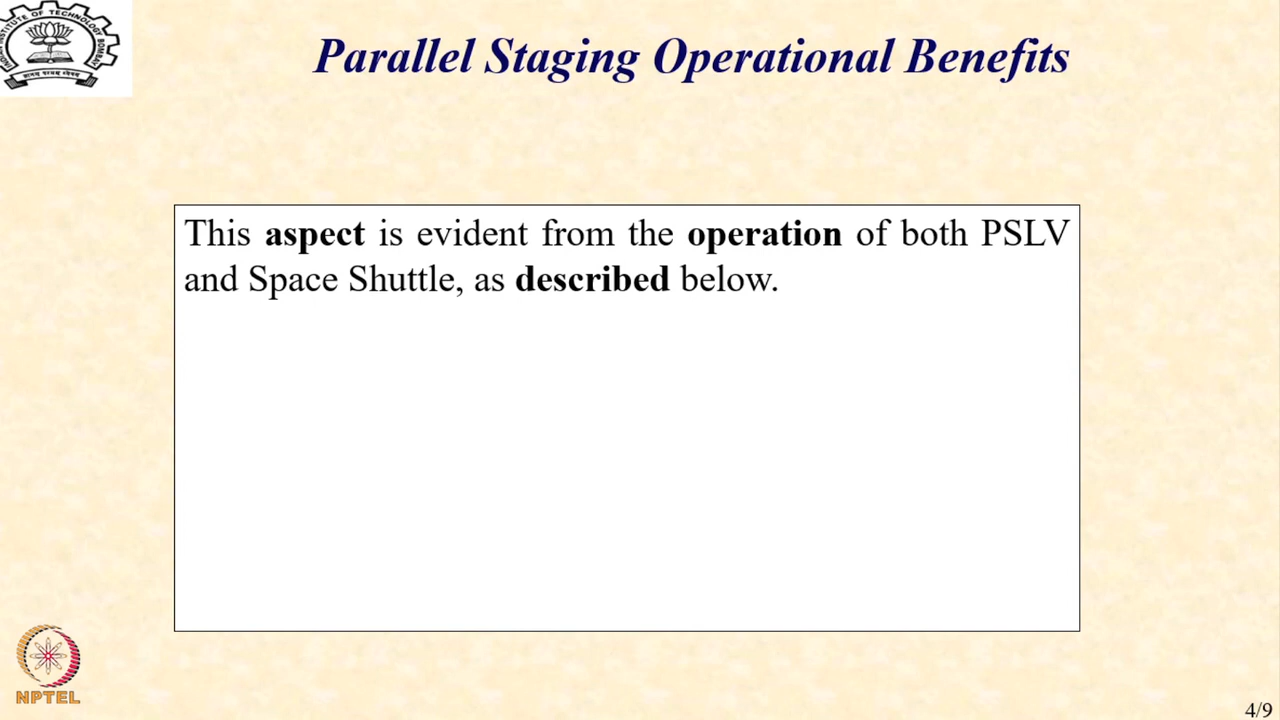 Parallel Staging Operational Benefits
This aspect is evident from the operation of both PSLV
and Space Shuttle, as described below.
NPTEL
4/9